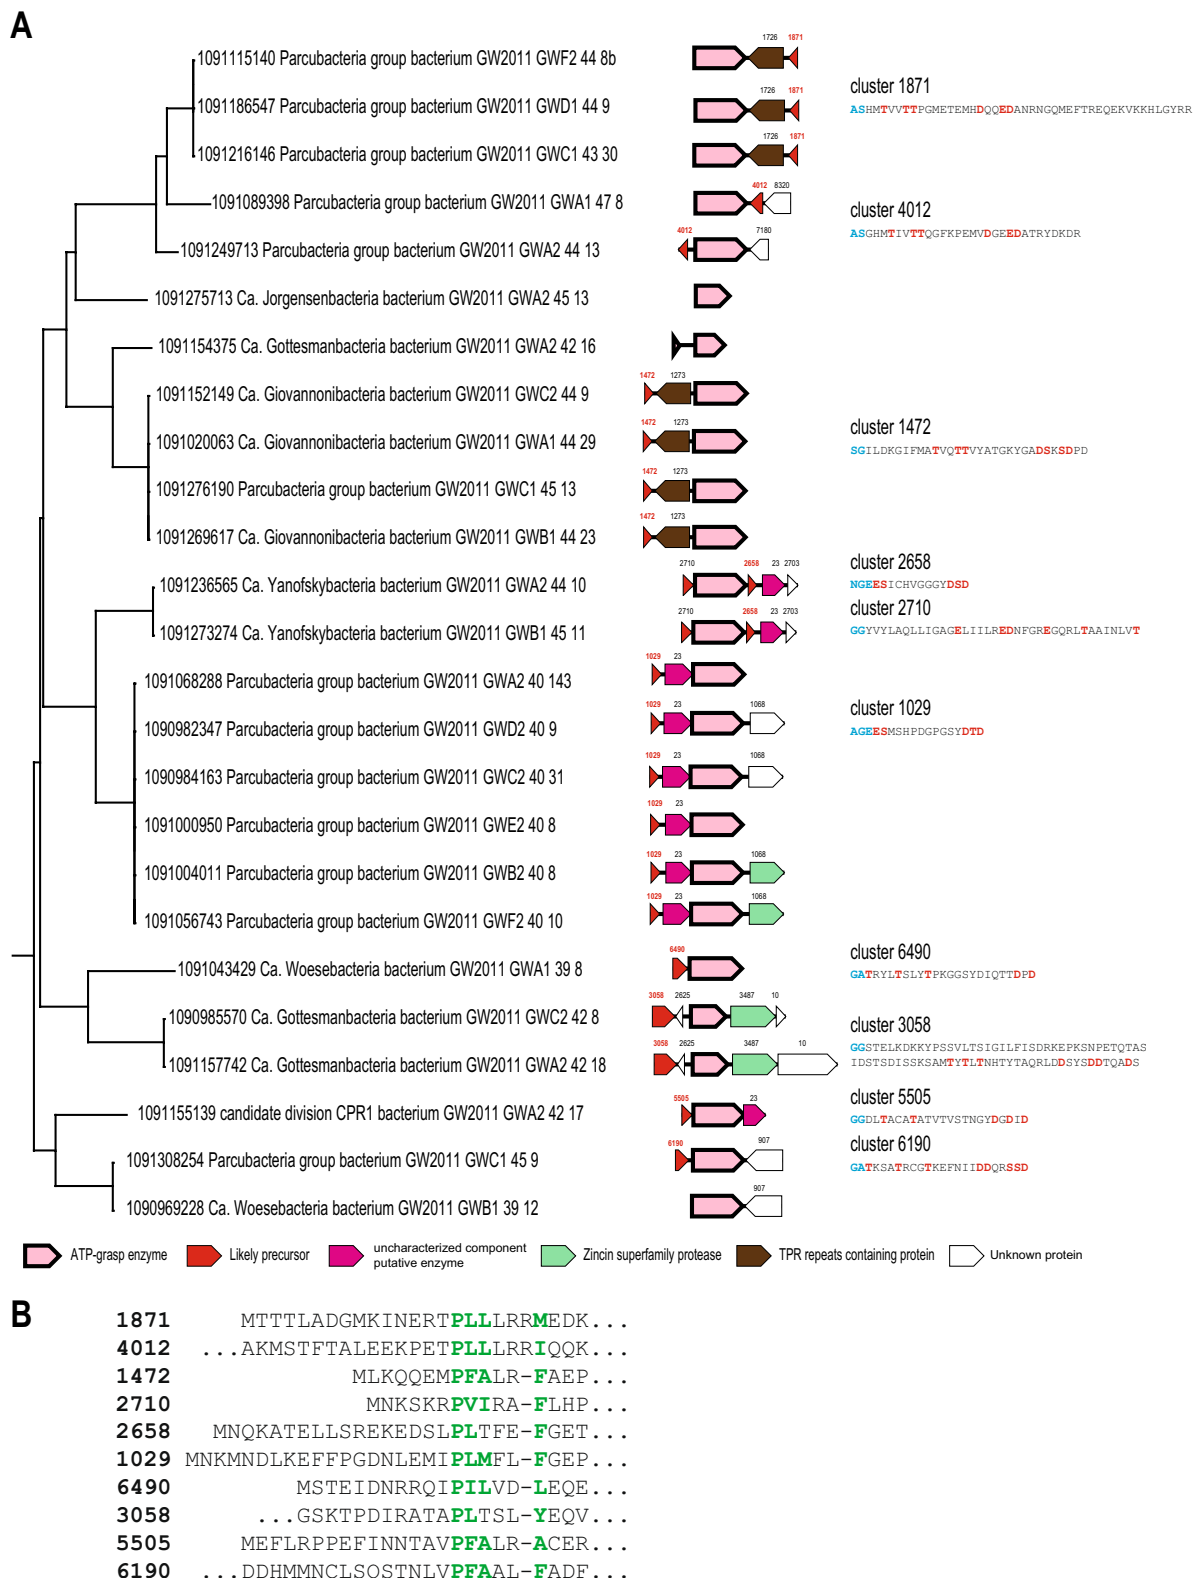 A
1726 1871
1091115140 Parcubacteria group bacterium GW2011 GWF2 44 8b
cluster 1871
1726 1871
1091186547 Parcubacteria group bacterium GW2011 GWD1 44 9
ASHMTVVTTPGMETEMHDQQEDANRNGQMEFTREQEKVKKHLGYRR
1726 1871
1091216146 Parcubacteria group bacterium GW2011 GWC1 43 30
4012 8320
1091089398 Parcubacteria group bacterium GW2011 GWA1 47 8
cluster 4012
4012 7180
ASGHMTIVTTQGFKPEMVDGEEDATRYDKDR
1091249713 Parcubacteria group bacterium GW2011 GWA2 44 13
1091275713 Ca. Jorgensenbacteria bacterium GW2011 GWA2 45 13
1091154375 Ca. Gottesmanbacteria bacterium GW2011 GWA2 42 16
1472 1273
1091152149 Ca. Giovannonibacteria bacterium GW2011 GWC2 44 9
1472 1273
cluster 1472
1091020063 Ca. Giovannonibacteria bacterium GW2011 GWA1 44 29
SGILDKGIFMATVQTTVYATGKYGADSKSDPD
1472 1273
1091276190 Parcubacteria group bacterium GW2011 GWC1 45 13
1472 1273
1091269617 Ca. Giovannonibacteria bacterium GW2011 GWB1 44 23
2710 2658 23 2703
cluster 2658
1091236565 Ca. Yanofskybacteria bacterium GW2011 GWA2 44 10
NGEESICHVGGGYDSD
2710 2658 23 2703
cluster 2710
1091273274 Ca. Yanofskybacteria bacterium GW2011 GWB1 45 11
GGYVYLAQLLIGAGELIILREDNFGREGQRLTAAINLVT
1029 23
1091068288 Parcubacteria group bacterium GW2011 GWA2 40 143
1029 23 1068
cluster 1029
1090982347 Parcubacteria group bacterium GW2011 GWD2 40 9
AGEESMSHPDGPGSYDTD
1029 23 1068
1090984163 Parcubacteria group bacterium GW2011 GWC2 40 31
1029 23
1091000950 Parcubacteria group bacterium GW2011 GWE2 40 8
1029 23 1068
1091004011 Parcubacteria group bacterium GW2011 GWB2 40 8
1029 23 1068
1091056743 Parcubacteria group bacterium GW2011 GWF2 40 10
6490
cluster 6490
1091043429 Ca. Woesebacteria bacterium GW2011 GWA1 39 8
GATRYLTSLYTPKGGSYDIQTTDPD
3058 2625 3487 10
1090985570 Ca. Gottesmanbacteria bacterium GW2011 GWC2 42 8
cluster 3058
3058 2625 3487 10
GGSTELKDKKYPSSVLTSIGILFISDRKEPKSNPETQTAS
1091157742 Ca. Gottesmanbacteria bacterium GW2011 GWA2 42 18
IDSTSDISSKSAMTYTLTNHTYTAQRLDDSYSDDTQADS
5505 23
cluster 5505
1091155139 candidate division CPR1 bacterium GW2011 GWA2 42 17
GGDLTACATATVTVSTNGYDGDID
6190 907
cluster 6190
1091308254 Parcubacteria group bacterium GW2011 GWC1 45 9
GATKSATRCGTKEFNIIDDQRSSD
907
1090969228 Ca. Woesebacteria bacterium GW2011 GWB1 39 12
ATP-grasp enzyme
Likely precursor
uncharacterized component
putative enzyme
Zincin superfamily protease
TPR repeats containing protein
Unknown protein
B
1871 MTTTLADGMKINERTPLLLRRMEDK...
4012 ...AKMSTFTALEEKPETPLLLRRIQQK...
1472 MLKQQEMPFALR-FAEP...
2710 MNKSKRPVIRA-FLHP...
2658 MNQKATELLSREKEDSLPLTFE-FGET...
1029 MNKMNDLKEFFPGDNLEMIPLMFL-FGEP...
6490 MSTEIDNRRQIPILVD-LEQE...
3058 ...GSKTPDIRATAPLTSL-YEQV...
5505 MEFLRPPEFINNTAVPFALR-ACER...
6190 ...DDHMMNCLSQSTNLVPFAAL-FADF...